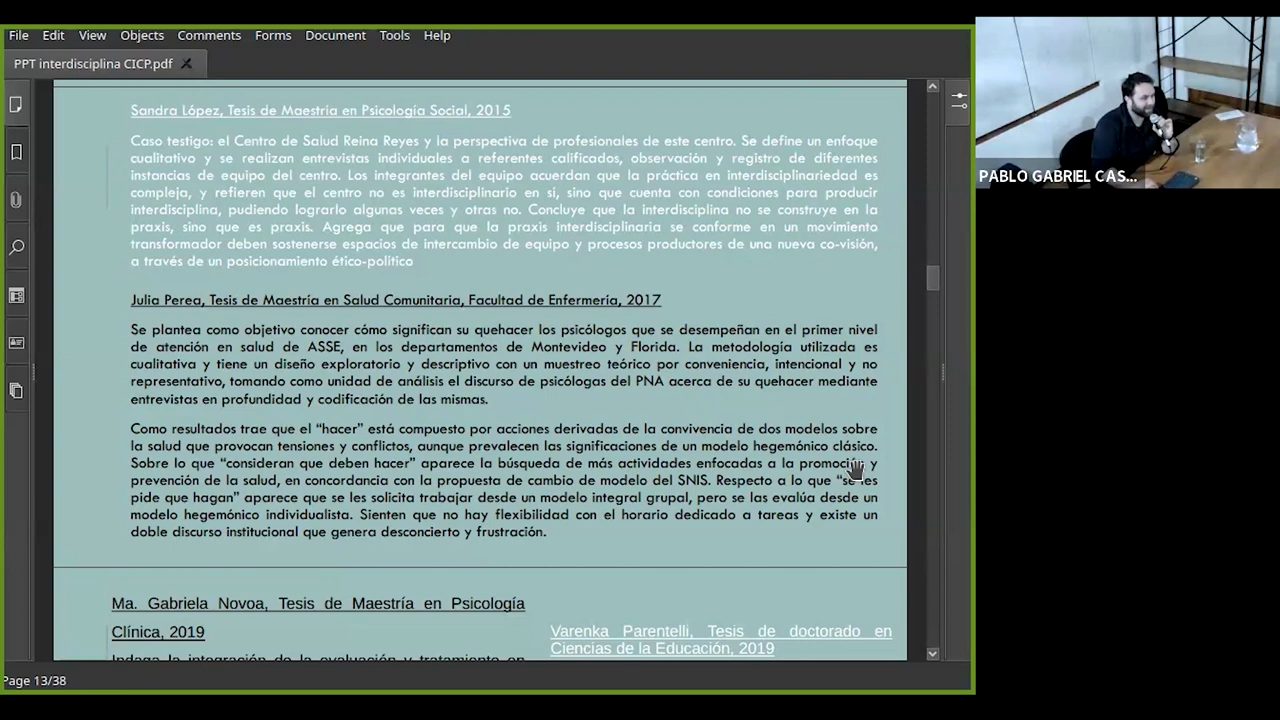 File Edit View Objects Comments Forms Document Tools Help
PPT interdisciplina CICP.pdf
Sandra López, Tesis de Maestría en Psicología Social, 2015
Caso testigo: el Centro de Salud Reina Reyes y la perspectiva de profesionales de este centro. Se define un enfoque
cualitativo y se realizan entrevistas individuales a referentes calificados, observación y registro de diferentes
instancias de equipo del centro. Los integrantes del equipo acuerdan que la práctica en interdisciplinariedad es
compleja, y refieren que el centro no es interdisciplinario en si, sino que cuenta con condiciones para producir
interdisciplina, pudiendo lograrlo algunas veces y otras no. Concluye que la interdisciplina no se construye en la
praxis, sino que es praxis. Agrega que para que la praxis interdisciplinaria se conforme en un movimiento
transformador deben sostenerse espacios de intercambio de equipo y procesos productores de una nueva co-visión,
a través de un posicionamiento ético-político
Julia Perea, Tesis de Maestría en Salud Comunitaria, Facultad de Enfermería, 2017
Se plantea como objetivo conocer cómo significan su quehacer los psicólogos que se desempeñan en el primer nivel
de atención en salud de ASSE, en los departamentos de Montevideo y Florida. La metodología utilizada es
cualitativa y tiene un diseño exploratorio y descriptivo con un muestreo teórico por conveniencia, intencional y no
representativo, tomando como unidad de análisis el discurso de psicólogas del PNA acerca de su quehacer mediante
entrevistas en profundidad y codificación de las mismas.
Como resultados trae que el “hacer” está compuesto por acciones derivadas de la convivencia de dos modelos sobre
la salud que provocan tensiones y conflictos, aunque prevalecen las significaciones de un modelo hegemónico clásico.
Sobre lo que “consideran que deben hacer” aparece la búsqueda de más actividades enfocadas a la promoción y
prevención de la salud, en concordancia con la propuesta de cambio de modelo del SNIS. Respecto a lo que “se les
pide que hagan” aparece que se les solicita trabajar desde un modelo integral grupal, pero se las evalúa desde un
modelo hegemónico individualista. Sienten que no hay flexibilidad con el horario dedicado a tareas y existe un
doble discurso institucional que genera desconcierto y frustración.
Ma. Gabriela Novoa, Tesis de Maestría en Psicología
Clínica, 2019
Indaga la integración de la evaluación y tratamiento en
Varenka Parentelli, Tesis de doctorado en
Ciencias de la Educación, 2019
Page 13/38
PABLO GABRIEL CAS...